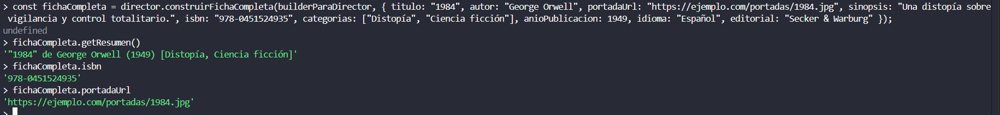 > const fichaCompleta = director.construirFichaCompleta(builderParaDirector, { titulo: "1984", autor: "George Orwell", portadaUrl: "https://ejemplo.com/portadas/1984.jpg", sinopsis: "Una distopía sobre
vigilancia y control totalitario.", isbn: "978-0451524935", categorias: ["Distopía", "Ciencia ficción"], anioPublicacion: 1949, idioma: "Español", editorial: "Secker & Warburg" });
undefined
> fichaCompleta.getResumen()
'"1984" de George Orwell (1949) [Distopía, Ciencia ficción]'
> fichaCompleta.isbn
'978-0451524935'
> fichaCompleta.portadaUrl
'https://ejemplo.com/portadas/1984.jpg'
>